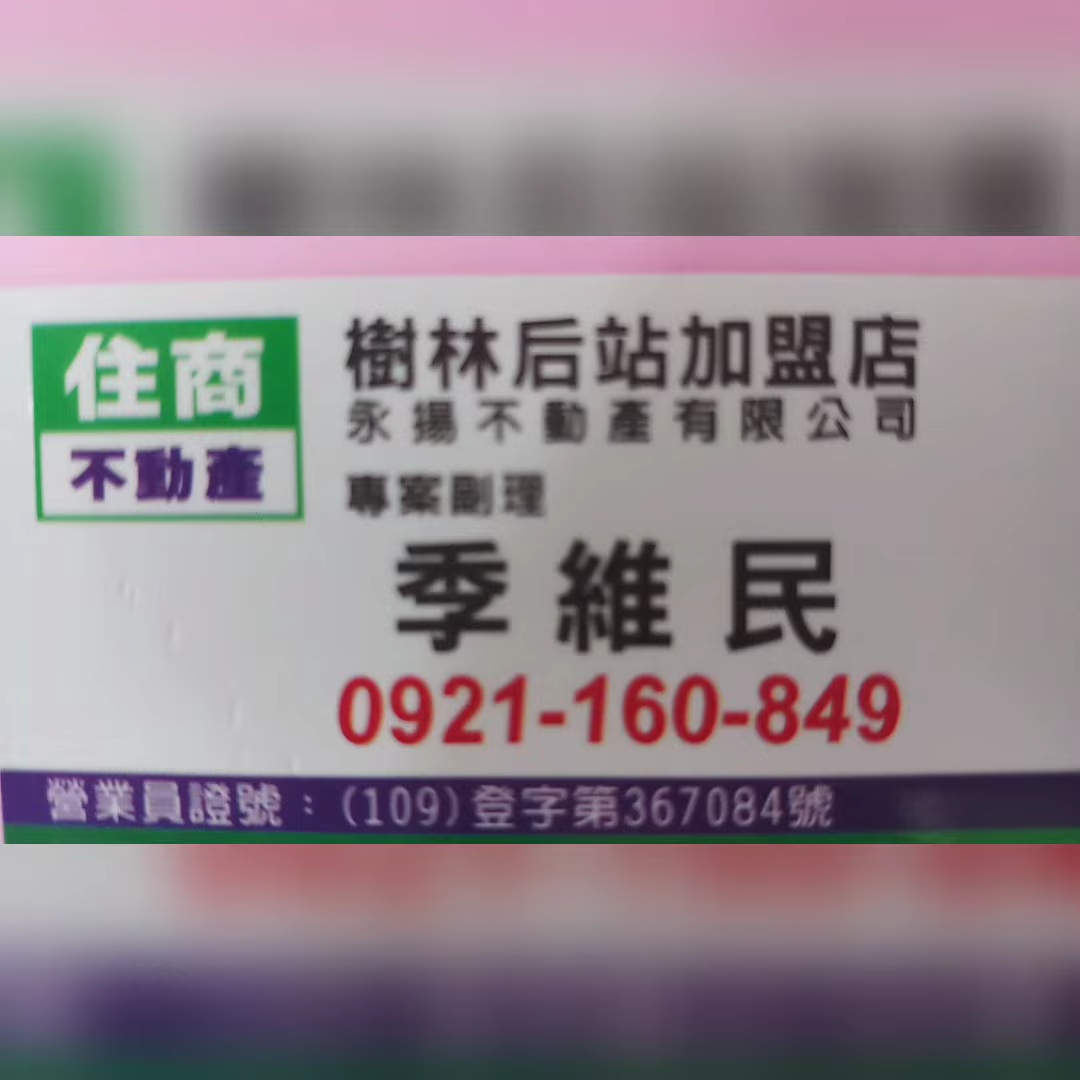 住商
不動產
樹林后站加盟店
永揚不動產有限公司
專案副理
季維民
0921-160-849
營業員證號：(109)登字第367084號